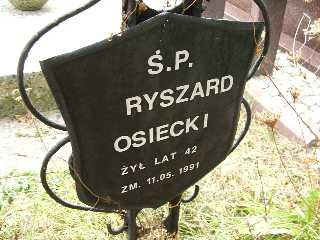 Ś.P.
RYSZARD
OSIECKI
ŻYŁ LAT 42
ZM. 11.05.1991